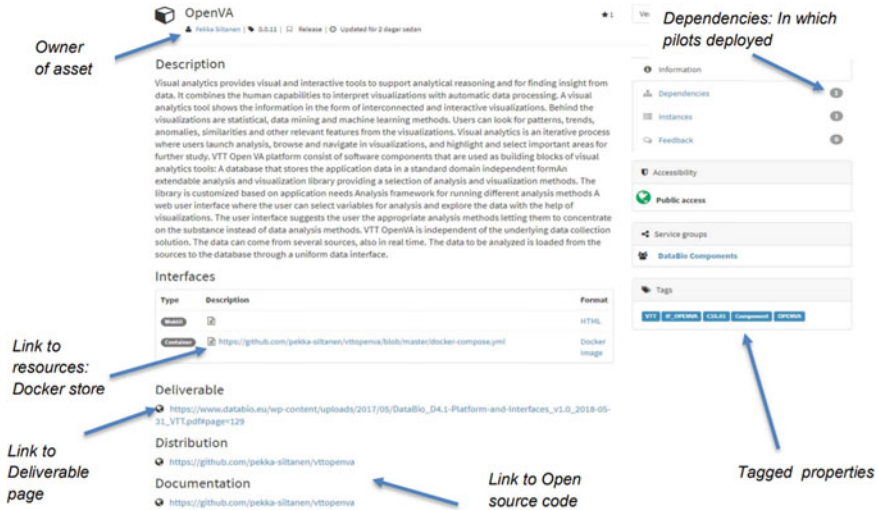 OpenVA
★1
Pekka Siltanen | 0.0.11 | Release | Updated för 2 dagar sedan
Owner
of asset
Description
Visual analytics provides visual and interactive tools to support analytical reasoning and for finding insight from
data. It combines the human capabilities to interpret visualizations with automatic data processing. A visual
analytics tool shows the information in the form of interconnected and interactive visualizations. Behind the
visualizations are statistical, data mining and machine learning methods. Users can look for patterns, trends,
anomalies, similarities and other relevant features from the visualizations. Visual analytics is an iterative process
where users launch analysis, browse and navigate in visualizations, and highlight and select important areas for
further study. VTT Open VA platform consist of software components that are used as building blocks of visual
analytics tools: A database that stores the application data in a standard domain independent formAn
extendable analysis and visualization library providing a selection of analysis and visualization methods. The
library is customized based on application needs Analysis framework for running different analysis methods A
web user interface where the user can select variables for analysis and explore the data with the help of
visualizations. The user interface suggests the user the appropriate analysis methods letting them to concentrate
on the substance instead of data analysis methods. VTT OpenVA is independent of the underlying data collection
solution. The data can come from several sources, also in real time. The data to be analyzed is loaded from the
sources to the database through a uniform data interface.
Interfaces
Type Description Format
WebUI HTML
Container https://github.com/pekka-siltanen/vttopenva/blob/master/docker-compose.yml Docker
Image
Link to
resources:
Docker store
Deliverable
https://www.databio.eu/wp-content/uploads/2017/05/DataBio_D4.1-Platform-and-Interfaces_v1.0_2018-05-
31_VTT.pdf#page=129
Link to
Deliverable
page
Distribution
https://github.com/pekka-siltanen/vttopenva
Documentation
https://github.com/pekka-siltanen/vttopenva
Link to Open
source code
Dependencies: In which
pilots deployed
Information
Dependencies
Instances
Feedback
Accessibility
Public access
Service groups
DataBio Components
Tags
VTT IF_OPENVA C10.01 Component OPENVA
Tagged properties